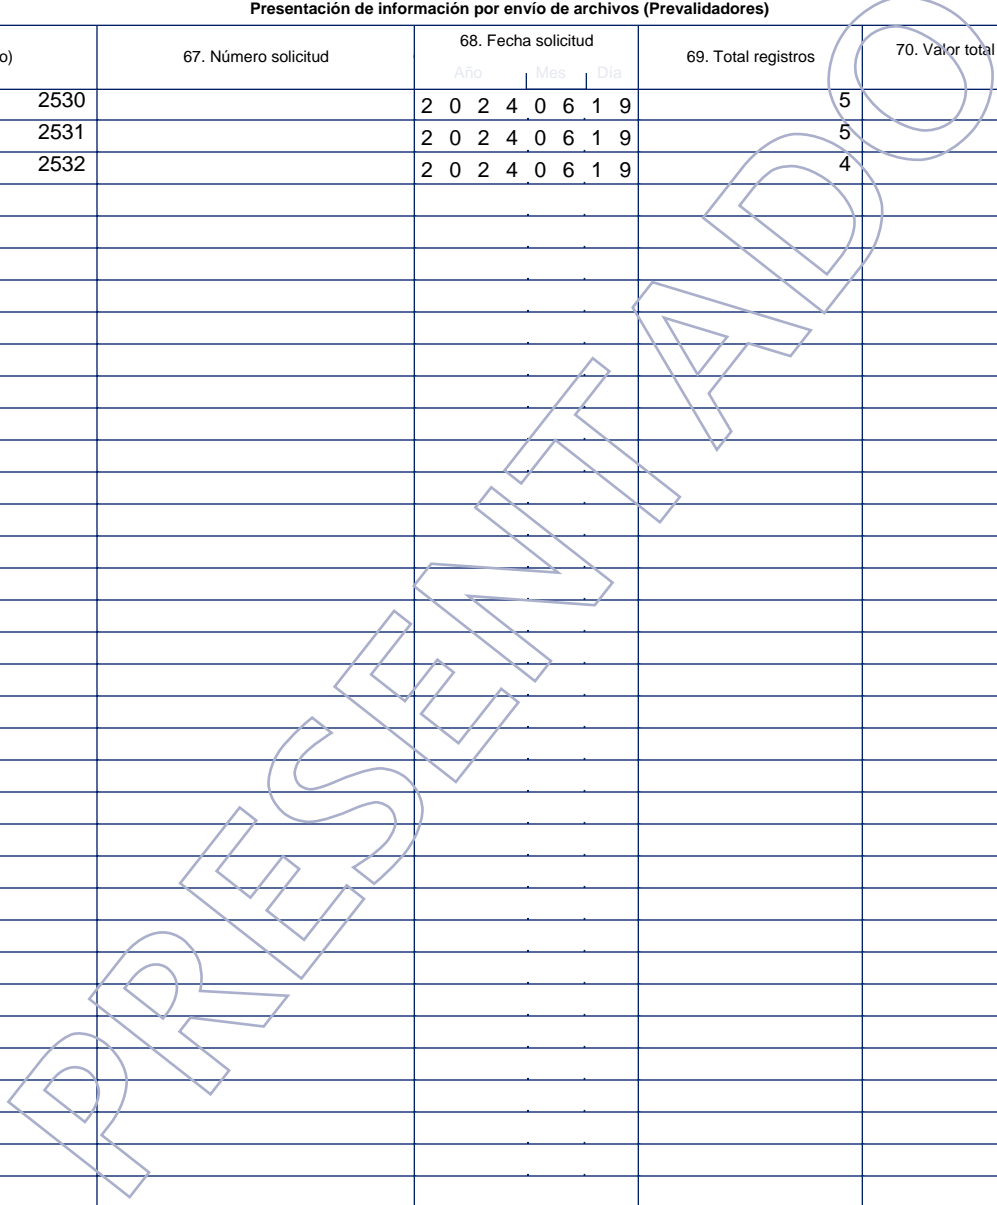 Presentación de información por envío de archivos (Prevalidadores)
o) 67. Número solicitud 68. Fecha solicitud 69. Total registros 70. Valor total
Año Mes Día
2530 2 0 2 4 0 6 1 9 5
2531 2 0 2 4 0 6 1 9 5
2532 2 0 2 4 0 6 1 9 4
PRESENTADO